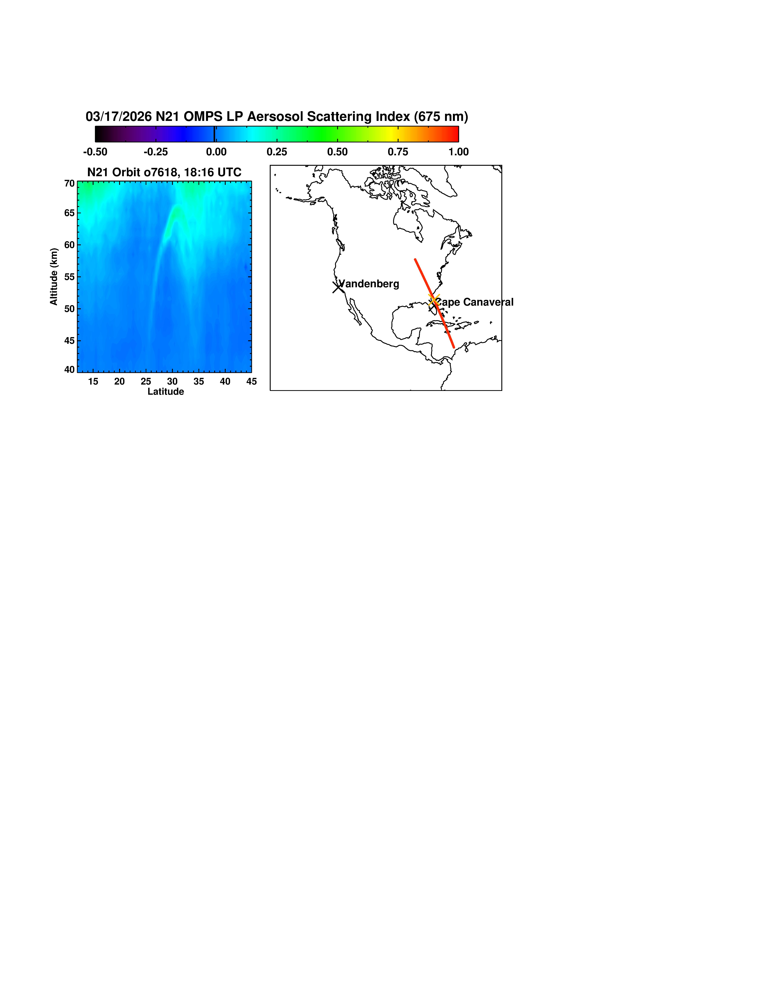 03/17/2026 N21 OMPS LP Aersosol Scattering Index (675 nm)
-0.50 -0.25 0.00 0.25 0.50 0.75 1.00
N21 Orbit o7618, 18:16 UTC
70
65
60
55
50
45
40
Altitude (km)
15 20 25 30 35 40 45
Latitude
Vandenberg
Cape Canaveral